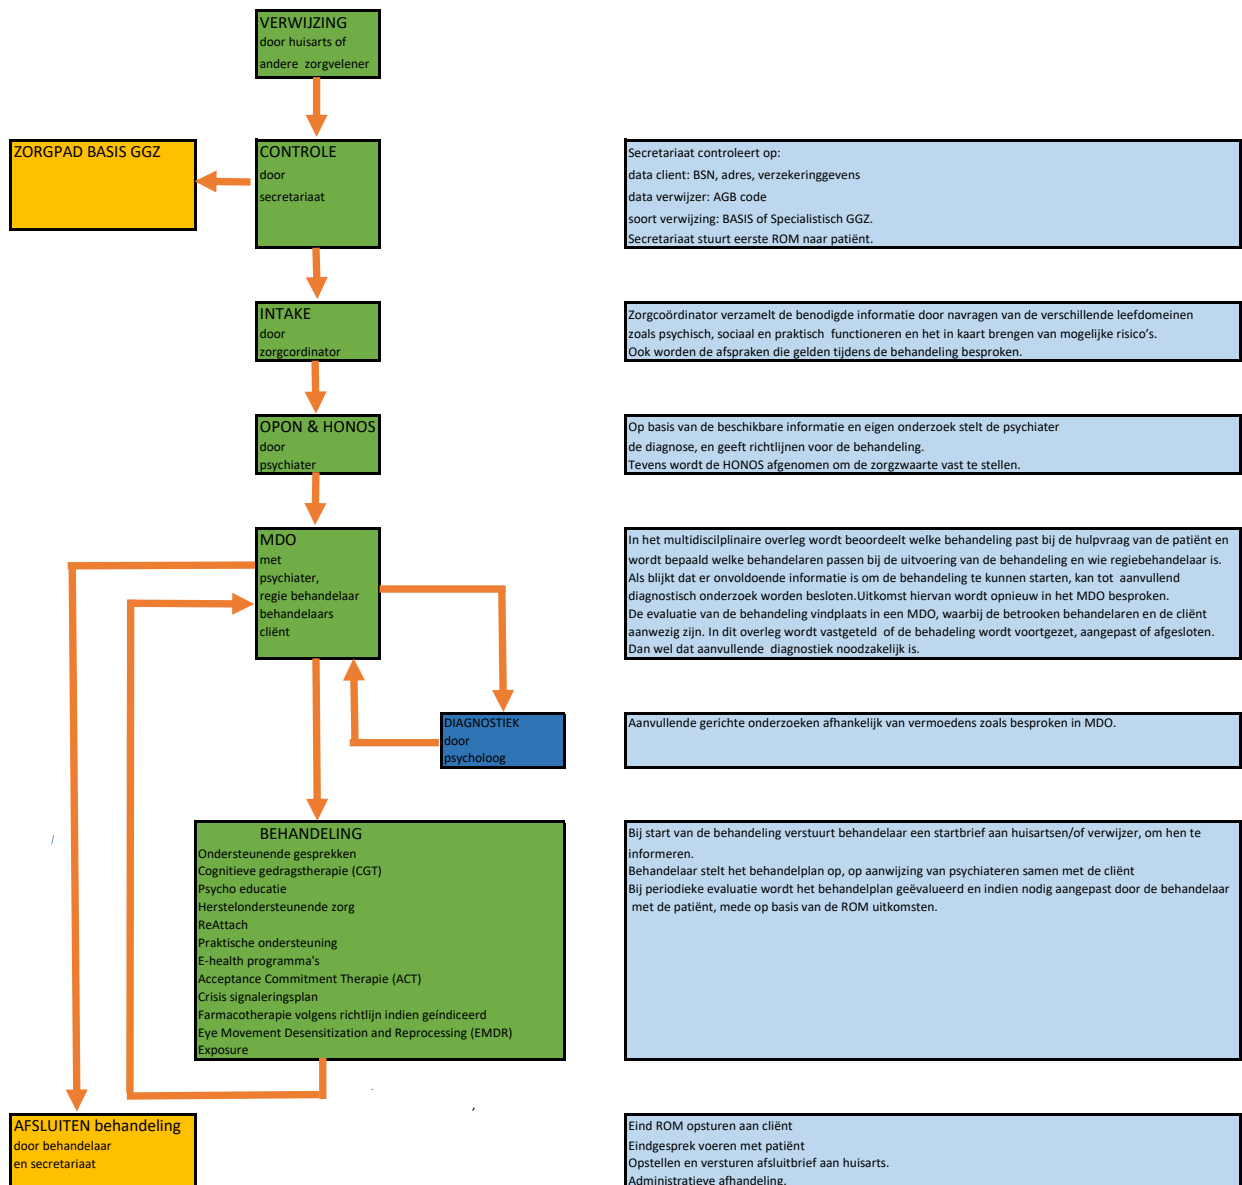 VERWIJZING
door huisarts of
andere zorgvelener
ZORGPAD BASIS GGZ
CONTROLE
door
secretariaat
Secretariaat controleert op:
data client: BSN, adres, verzekeringgevens
data verwijzer: AGB code
soort verwijzing: BASIS of Specialistisch GGZ.
Secretariaat stuurt eerste ROM naar patiënt.
INTAKE
door
zorgcordinator
Zorgcoördinator verzamelt de benodigde informatie door navragen van de verschillende leefdomeinen
zoals psychisch, sociaal en praktisch functioneren en het in kaart brengen van mogelijke risico's.
Ook worden de afspraken die gelden tijdens de behandeling besproken.
OPON & HONOS
door
psychiater
Op basis van de beschikbare informatie en eigen onderzoek stelt de psychiater
de diagnose, en geeft richtlijnen voor de behandeling.
Tevens wordt de HONOS afgenomen om de zorgzwaarte vast te stellen.
MDO
met
psychiater,
regie behandelaar
behandelaars
cliënt
In het multidiscilplinaire overleg wordt beoordeelt welke behandeling past bij de hulpvraag van de patiënt en
wordt bepaald welke behandelaren passen bij de uitvoering van de behandeling en wie regiebehandelaar is.
Als blijkt dat er onvoldoende informatie is om de behandeling te kunnen starten, kan tot aanvullend
diagnostisch onderzoek worden besloten.Uitkomst hiervan wordt opnieuw in het MDO besproken.
De evaluatie van de behandeling vindplaats in een MDO, waarbij de betrooken behandelaren en de cliënt
aanwezig zijn. In dit overleg wordt vastgeteld of de behadeling wordt voortgezet, aangepast of afgesloten.
Dan wel dat aanvullende diagnostiek noodzakelijk is.
DIAGNOSTIEK
door
psycholoog
Aanvullende gerichte onderzoeken afhankelijk van vermoedens zoals besproken in MDO.
BEHANDELING
Ondersteunende gesprekken
Cognitieve gedragstherapie (CGT)
Psycho educatie
Herstelondersteunende zorg
ReAttach
Praktische ondersteuning
E-health programma's
Acceptance Commitment Therapie (ACT)
Crisis signaleringsplan
Farmacotherapie volgens richtlijn indien geíndiceerd
Eye Movement Desensitization and Reprocessing (EMDR)
Exposure
Bij start van de behandeling verstuurt behandelaar een startbrief aan huisartsen/of verwijzer, om hen te
informeren.
Behandelaar stelt het behandelplan op, op aanwijzing van psychiateren samen met de cliënt
Bij periodieke evaluatie wordt het behandelplan geëvalueerd en indien nodig aangepast door de behandelaar
met de patiënt, mede op basis van de ROM uitkomsten.
AFSLUITEN behandeling
door behandelaar
en secretariaat
Eind ROM opsturen aan cliënt
Eindgesprek voeren met patiënt
Opstellen en versturen afsluitbrief aan huisarts.
Administratieve afhandeling.